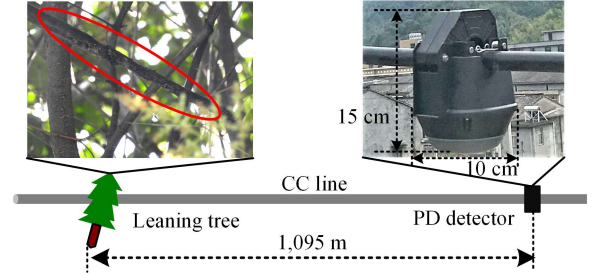 15 cm
10 cm
CC line
Leaning tree
PD detector
1,095 m